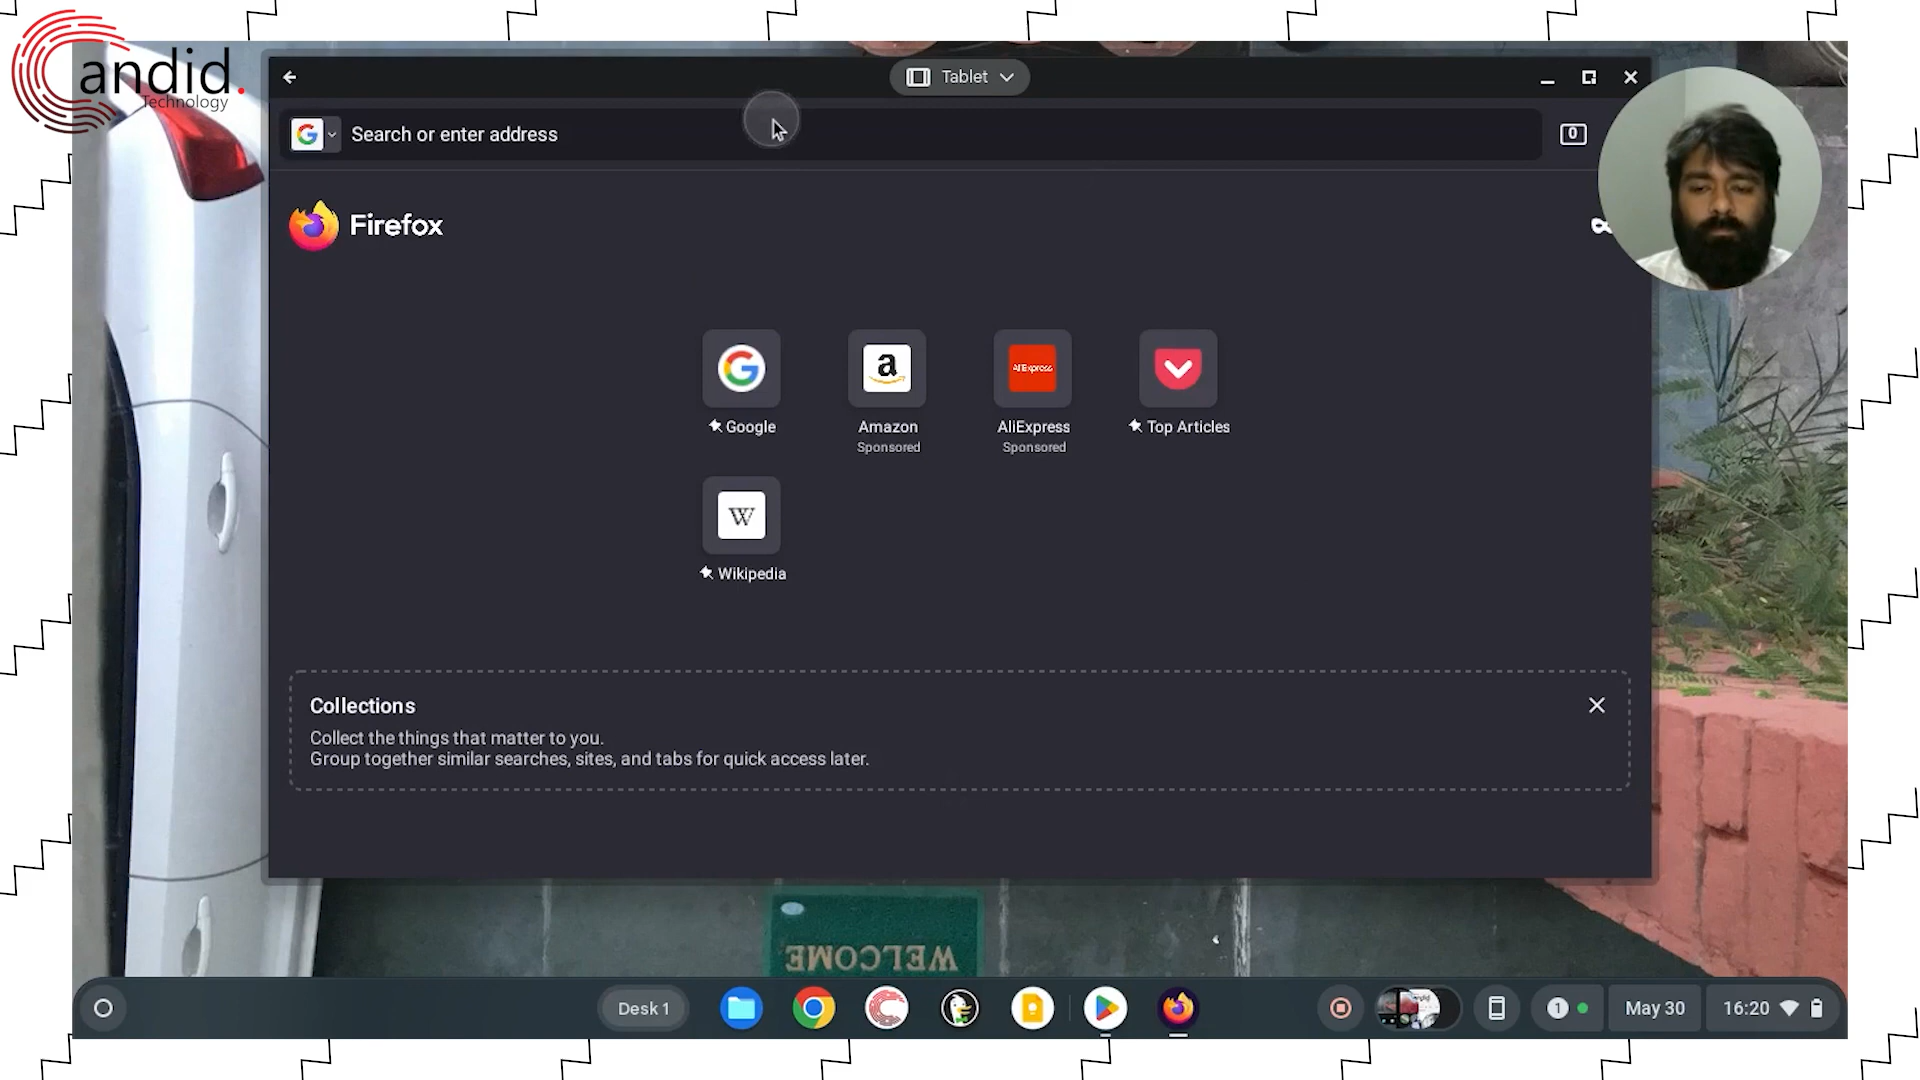 andid.
Technology
Tablet
Search or enter address
0
Firefox
a
AliExpress
Google
Amazon
AliExpress
Top Articles
Sponsored
Sponsored
W
Wikipedia
Collections
Collect the things that matter to you.
Group together similar searches, sites, and tabs for quick access later.
WELCOME
Desk 1
1
May 30
16:20